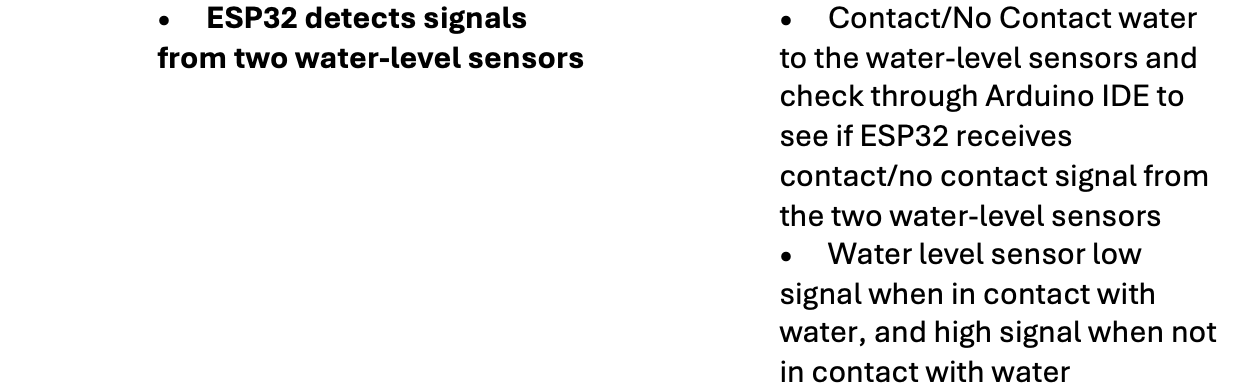 • ESP32 detects signals
from two water-level sensors
• Contact/No Contact water
to the water-level sensors and
check through Arduino IDE to
see if ESP32 receives
contact/no contact signal from
the two water-level sensors
• Water level sensor low
signal when in contact with
water, and high signal when not
in contact with water